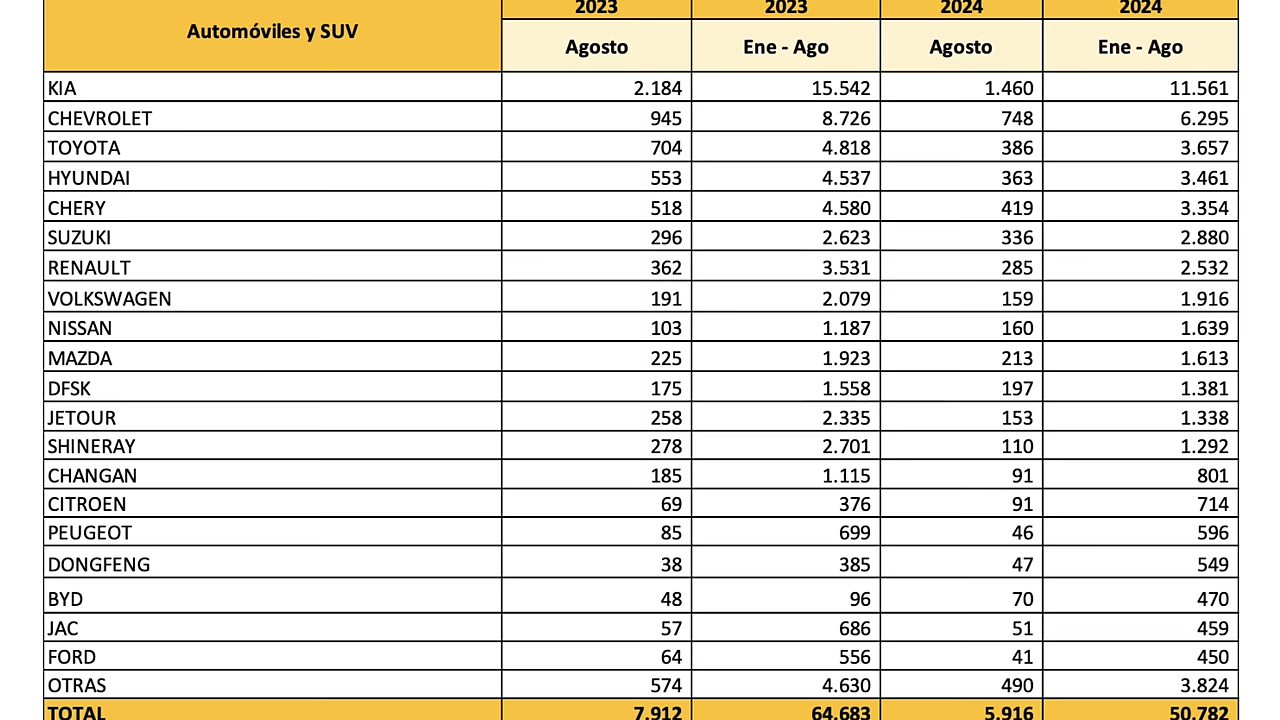 Automóviles y SUV 2023 2023 2024 2024
Agosto Ene - Ago Agosto Ene - Ago
KIA 2.184 15.542 1.460 11.561
CHEVROLET 945 8.726 748 6.295
TOYOTA 704 4.818 386 3.657
HYUNDAI 553 4.537 363 3.461
CHERY 518 4.580 419 3.354
SUZUKI 296 2.623 336 2.880
RENAULT 362 3.531 285 2.532
VOLKSWAGEN 191 2.079 159 1.916
NISSAN 103 1.187 160 1.639
MAZDA 225 1.923 213 1.613
DFSK 175 1.558 197 1.381
JETOUR 258 2.335 153 1.338
SHINERAY 278 2.701 110 1.292
CHANGAN 185 1.115 91 801
CITROEN 69 376 91 714
PEUGEOT 85 699 46 596
DONGFENG 38 385 47 549
BYD 48 96 70 470
JAC 57 686 51 459
FORD 64 556 41 450
OTRAS 574 4.630 490 3.824
TOTAL 7.912 64.683 5.916 50.782